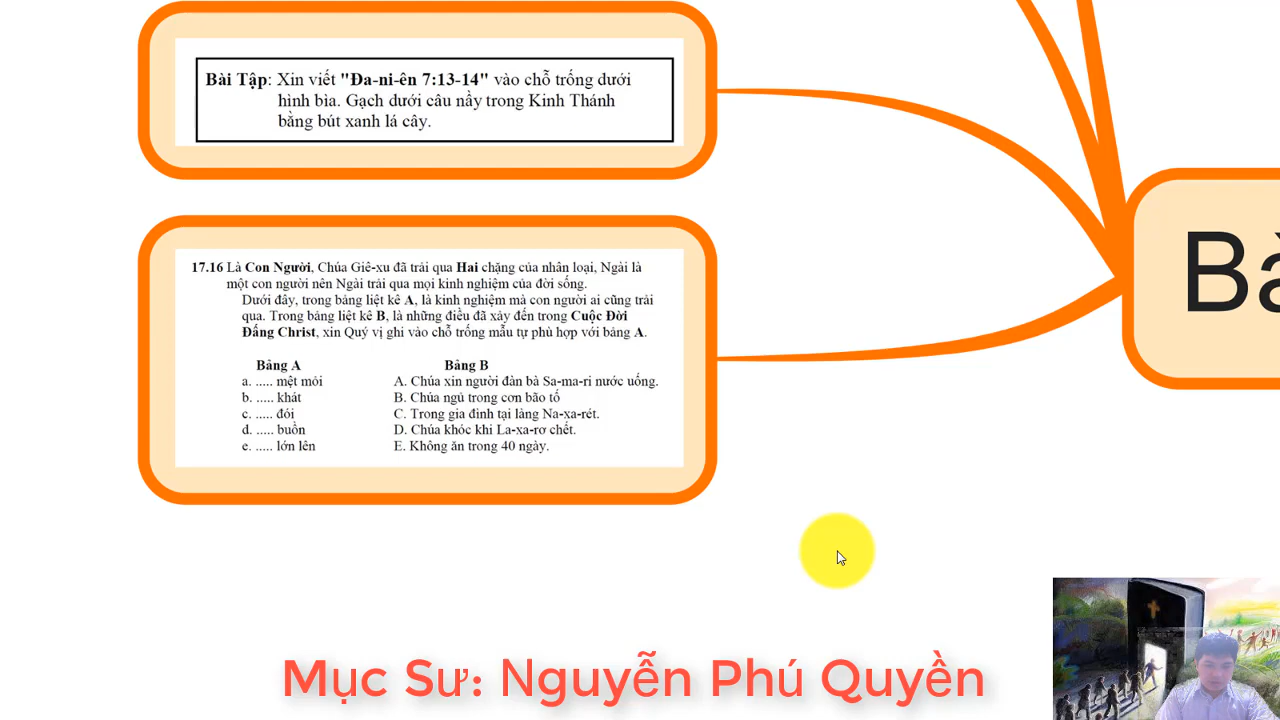 Bài Tập: Xin viết "Đa-ni-ên 7:13-14" vào chỗ trống dưới
hình bìa. Gạch dưới câu nầy trong Kinh Thánh
bằng bút xanh lá cây.
17.16 Là Con Người, Chúa Giê-xu đã trải qua Hai chặng của nhân loại, Ngài là
một con người nên Ngài trải qua mọi kinh nghiệm của đời sống.
Dưới đây, trong bảng liệt kê A, là kinh nghiệm mà con người ai cũng trải
qua. Trong bảng liệt kê B, là những điều đã xảy đến trong Cuộc Đời
Đấng Christ, xin Quý vị ghi vào chỗ trống mẫu tự phù hợp với bảng A.
Bảng A Bảng B
a. ..... mệt mỏi A. Chúa xin người đàn bà Sa-ma-ri nước uống.
b. ..... khát B. Chúa ngủ trong cơn bão tố
c. ..... đói C. Trong gia đình tại làng Na-xa-rét.
d. ..... buồn D. Chúa khóc khi La-xa-rơ chết.
e. ..... lớn lên E. Không ăn trong 40 ngày.
Mục Sư: Nguyễn Phú Quyền